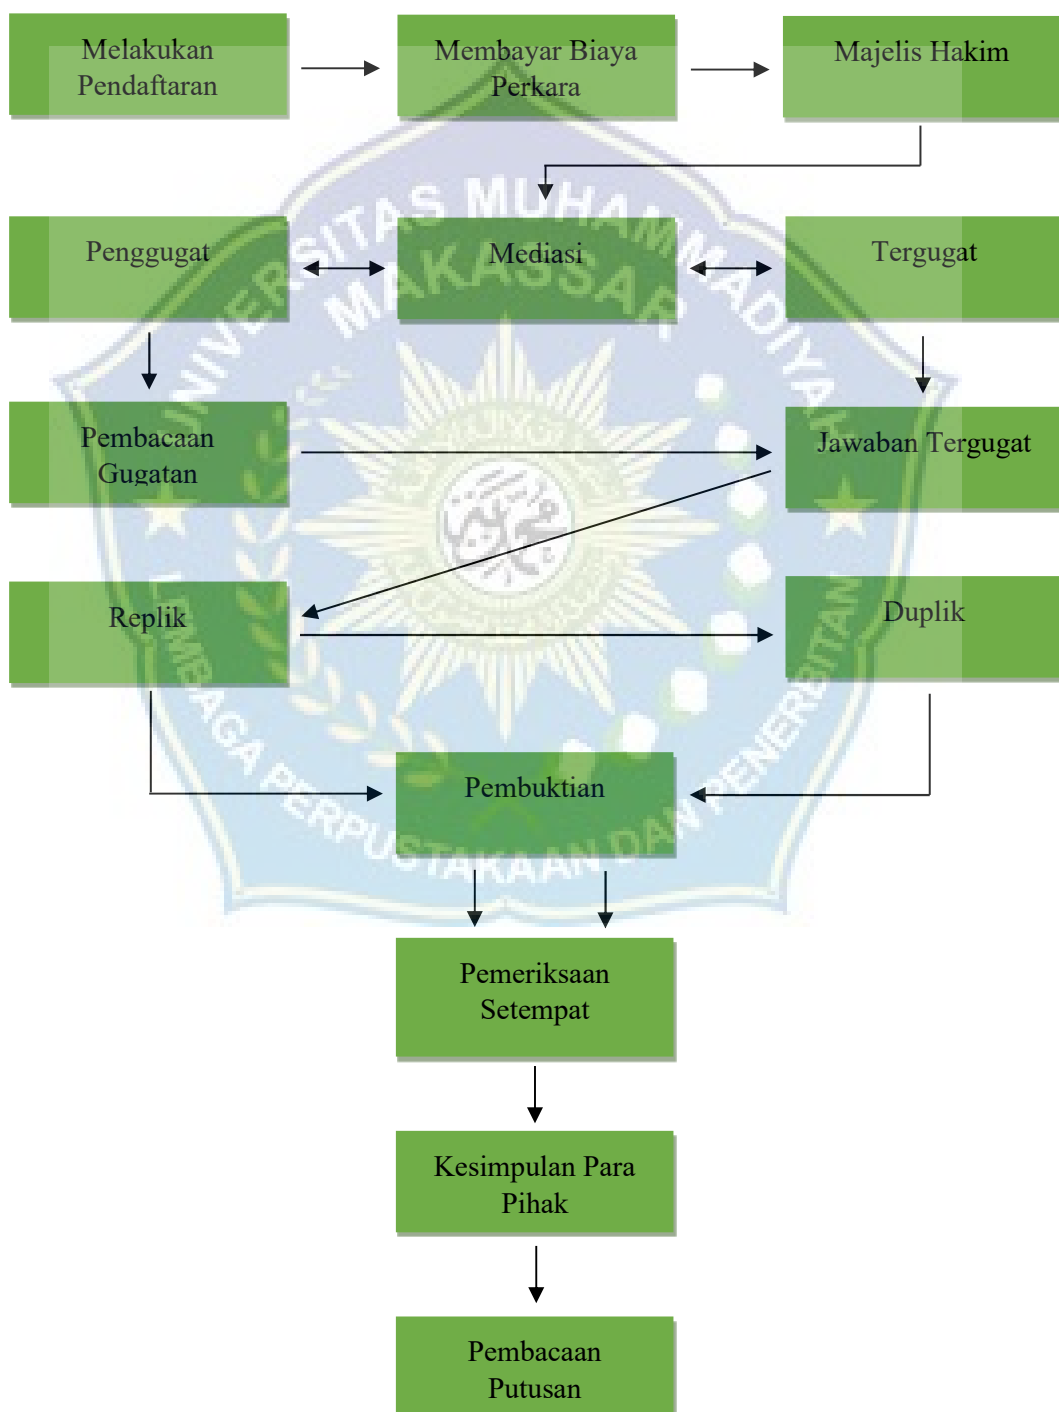 Melakukan
Pendaftaran
Membayar Biaya
Perkara
Majelis Hakim
Penggugat
Mediasi
Tergugat
Pembacaan
Gugatan
Jawaban Tergugat
Replik
Duplik
Pembuktian
Pemeriksaan
Setempat
Kesimpulan Para
Pihak
Pembacaan
Putusan
UNIVERSITAS MUHAMMADIYAH
MAKASSAR
LEMBAGA PERPUSTAKAAN DAN PENERBITAN